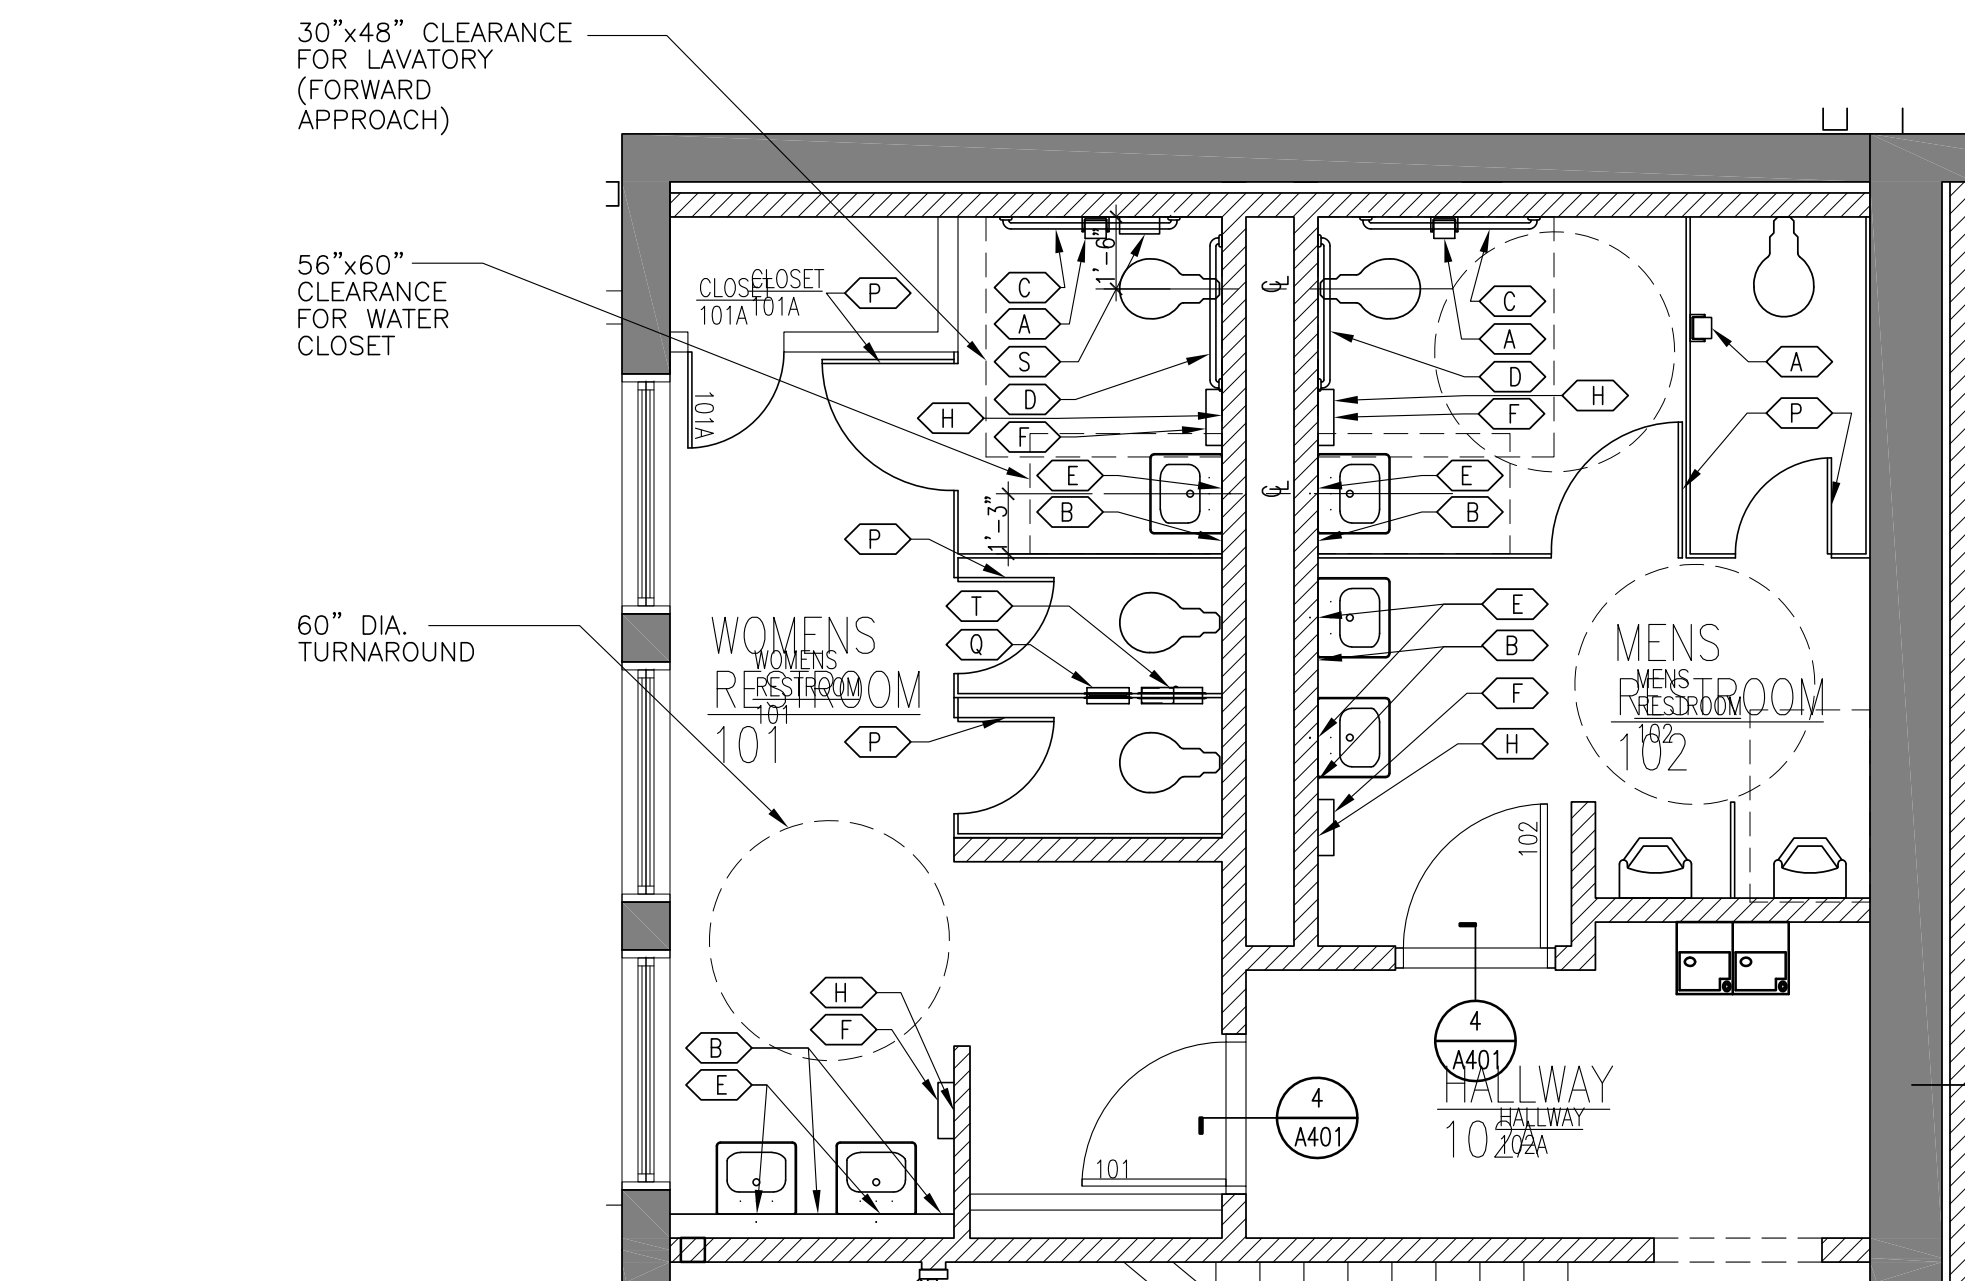 30"x48" CLEARANCE
FOR LAVATORY
(FORWARD
APPROACH)
56"x60"
CLEARANCE
FOR WATER
CLOSET
60" DIA.
TURNAROUND
CLOSET
101A
CLOSET
101A
P
101A
C
A
S
D
H
F
E
B
1'-6"
1'-3"
CL
CL
C
A
D
H
F
E
B
A
P
P
T
Q
P
WOMENS
RESTROOM
101
WOMENS
RESTROOM
101
E
B
F
H
MENS
RESTROOM
102
MENS
RESTROOM
102
102
H
F
B
E
101
4
A401
4
A401
HALLWAY
102A
HALLWAY
102A